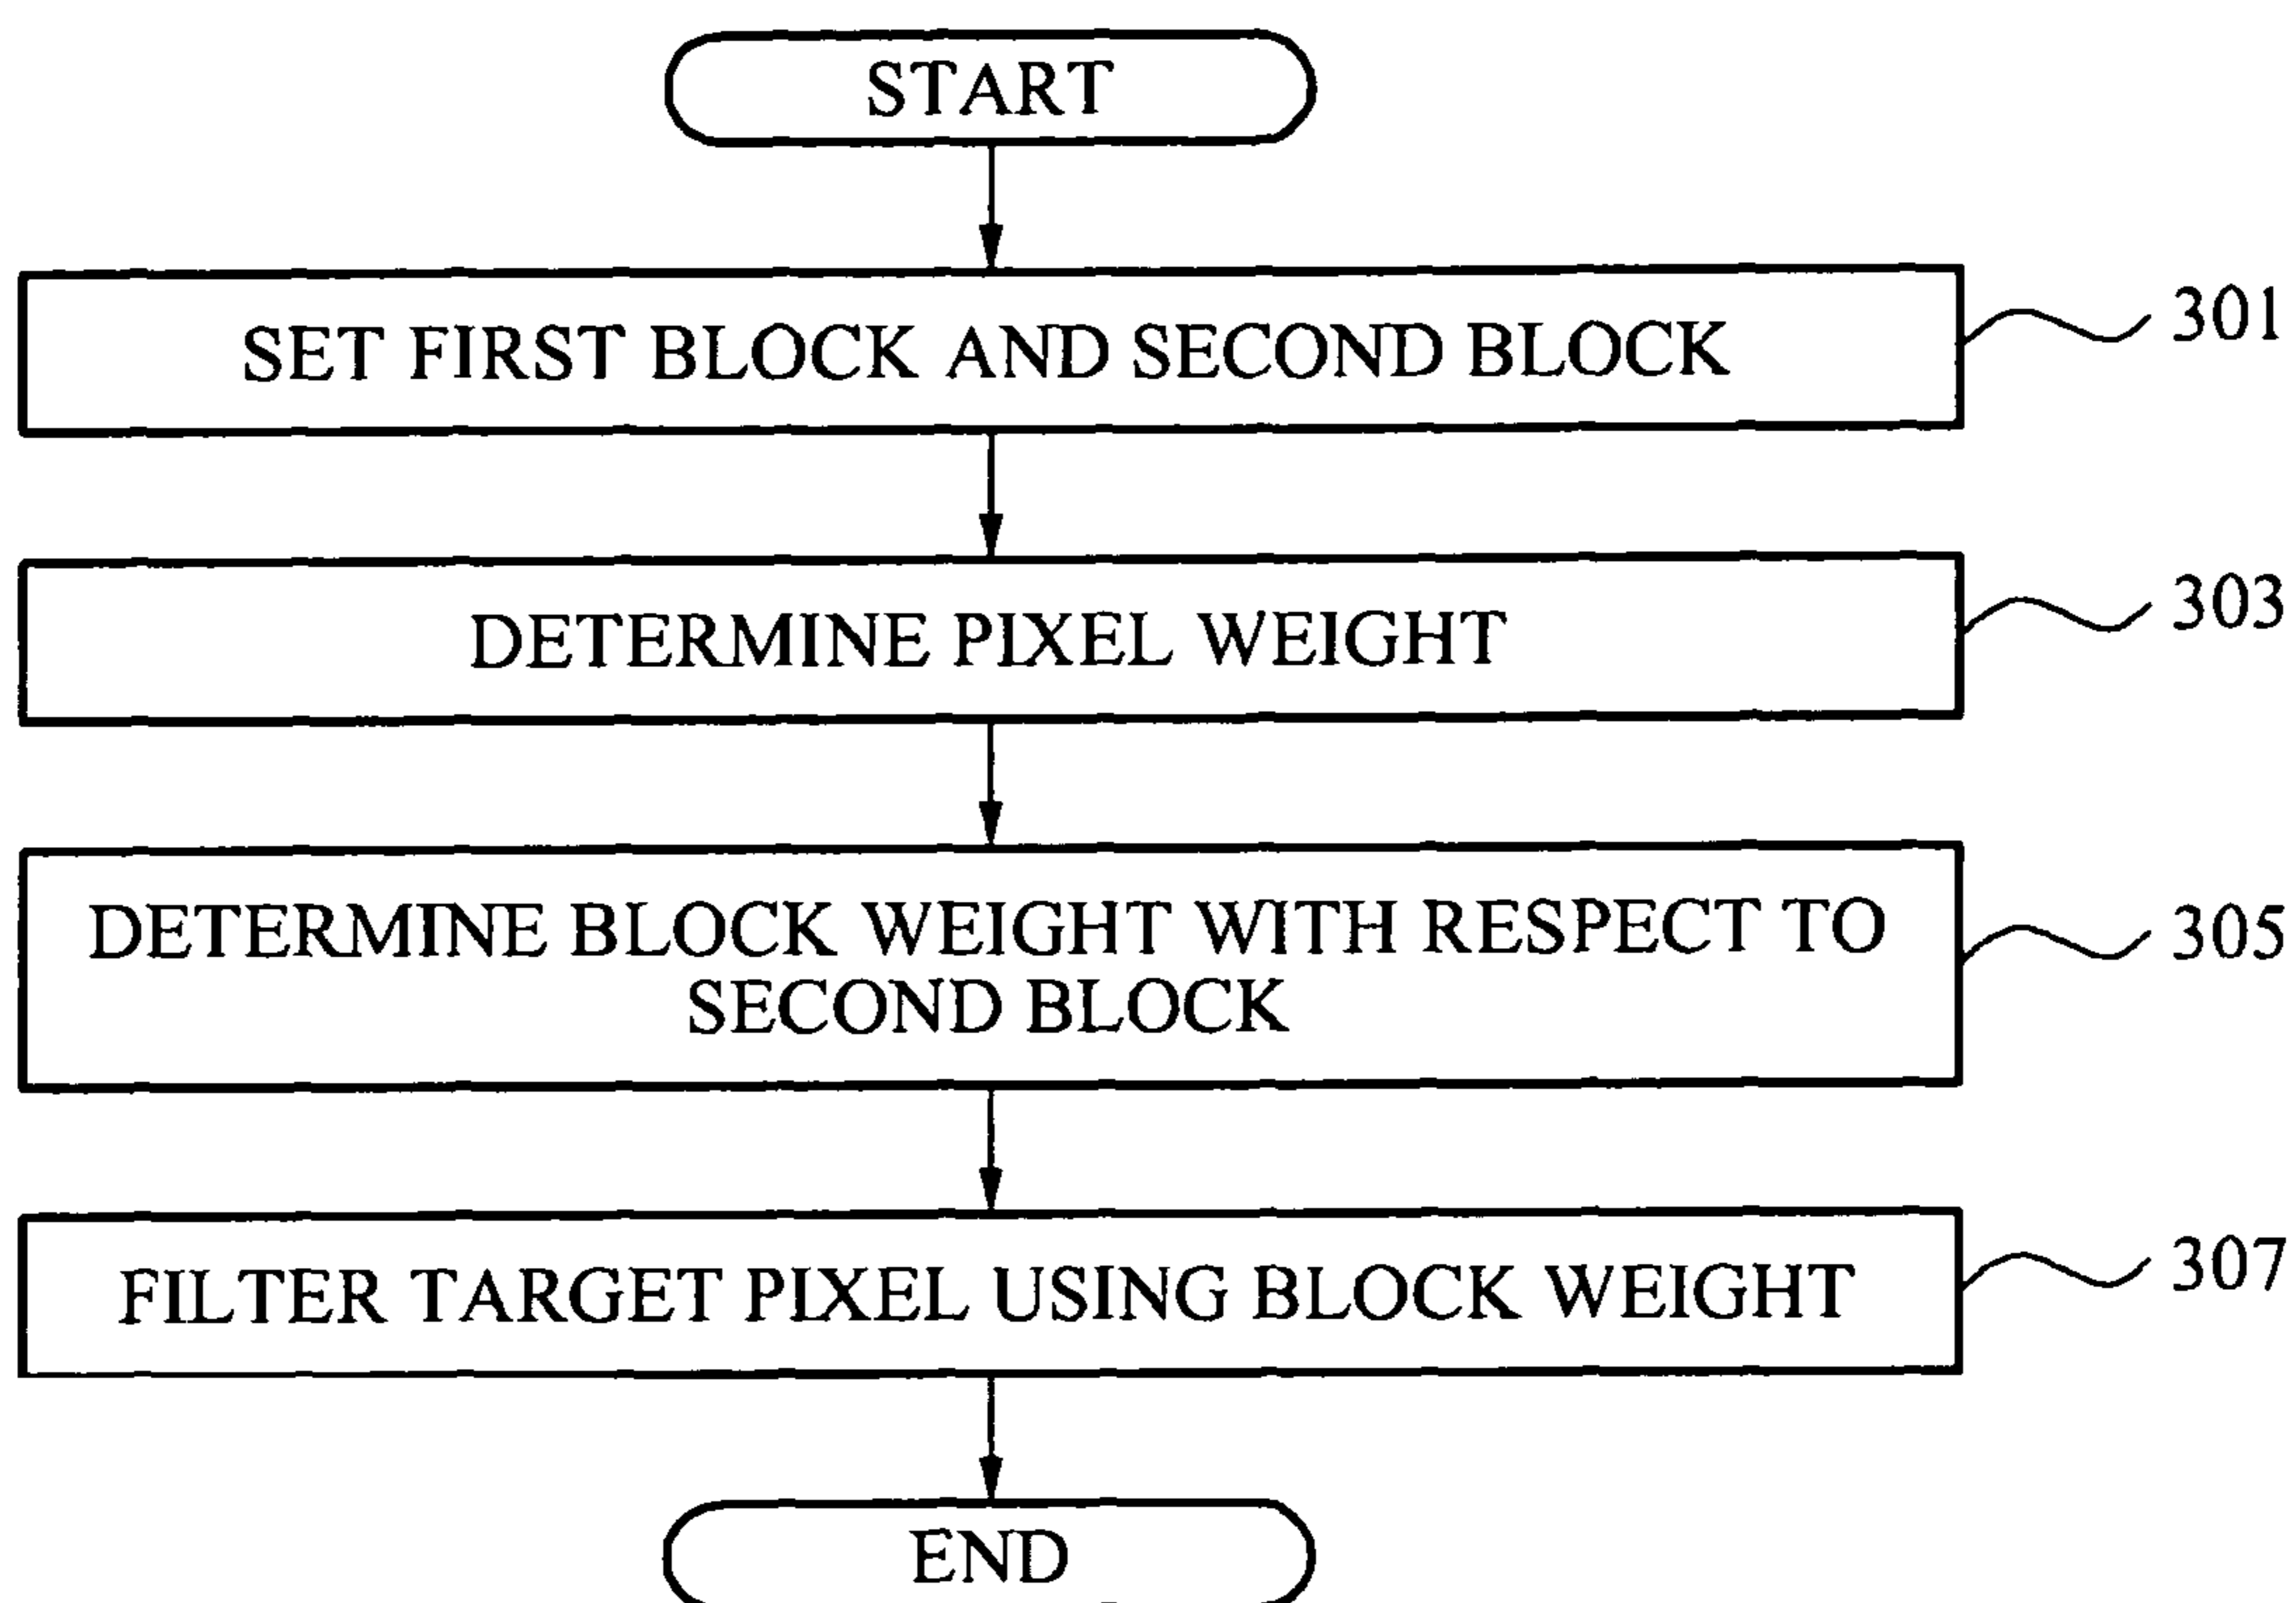 START
SET FIRST BLOCK AND SECOND BLOCK
301
DETERMINE PIXEL WEIGHT
303
DETERMINE BLOCK WEIGHT WITH RESPECT TO
SECOND BLOCK
305
FILTER TARGET PIXEL USING BLOCK WEIGHT
307
END